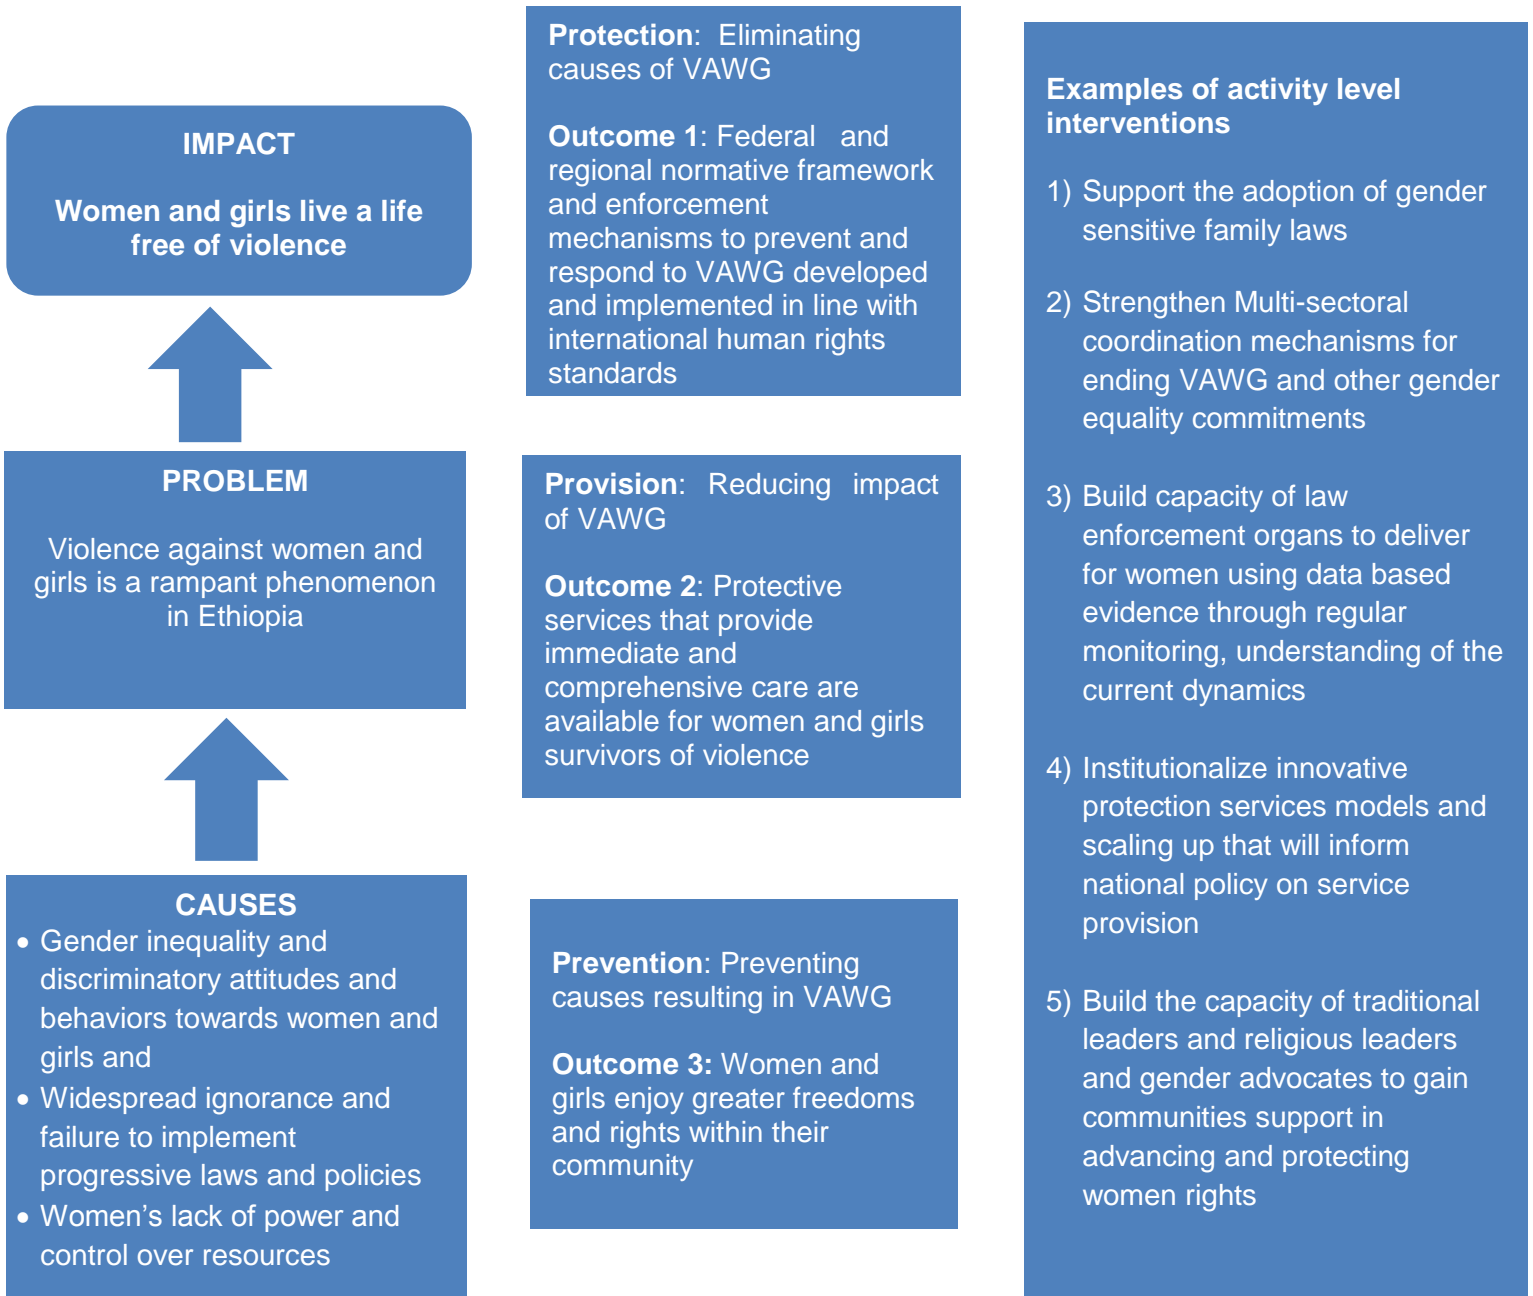 IMPACT
Women and girls live a life
free of violence
PROBLEM
Violence against women and
girls is a rampant phenomenon
in Ethiopia
CAUSES
• Gender inequality and
discriminatory attitudes and
behaviors towards women and
girls and
• Widespread ignorance and
failure to implement
progressive laws and policies
• Women’s lack of power and
control over resources
Protection: Eliminating
causes of VAWG
Outcome 1: Federal and
regional normative framework
and enforcement
mechanisms to prevent and
respond to VAWG developed
and implemented in line with
international human rights
standards
Provision: Reducing impact
of VAWG
Outcome 2: Protective
services that provide
immediate and
comprehensive care are
available for women and girls
survivors of violence
Prevention: Preventing
causes resulting in VAWG
Outcome 3: Women and
girls enjoy greater freedoms
and rights within their
community
Examples of activity level
interventions
1) Support the adoption of gender
sensitive family laws
2) Strengthen Multi-sectoral
coordination mechanisms for
ending VAWG and other gender
equality commitments
3) Build capacity of law
enforcement organs to deliver
for women using data based
evidence through regular
monitoring, understanding of the
current dynamics
4) Institutionalize innovative
protection services models and
scaling up that will inform
national policy on service
provision
5) Build the capacity of traditional
leaders and religious leaders
and gender advocates to gain
communities support in
advancing and protecting
women rights